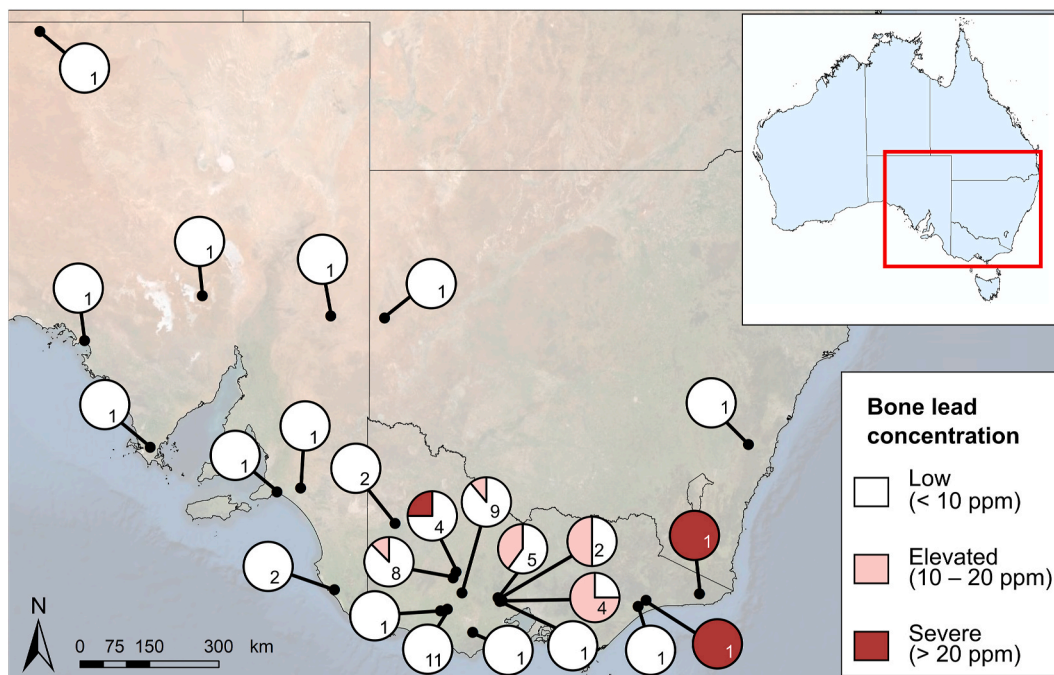 1
1
1
1
1
1
Bone lead
concentration
Low
(< 10 ppm)
Elevated
(10 – 20 ppm)
Severe
(> 20 ppm)
1
1
1
1
2
4
9
5
2
1
8
4
2
1
11
1
1
1
1
N
0 75 150 300 km